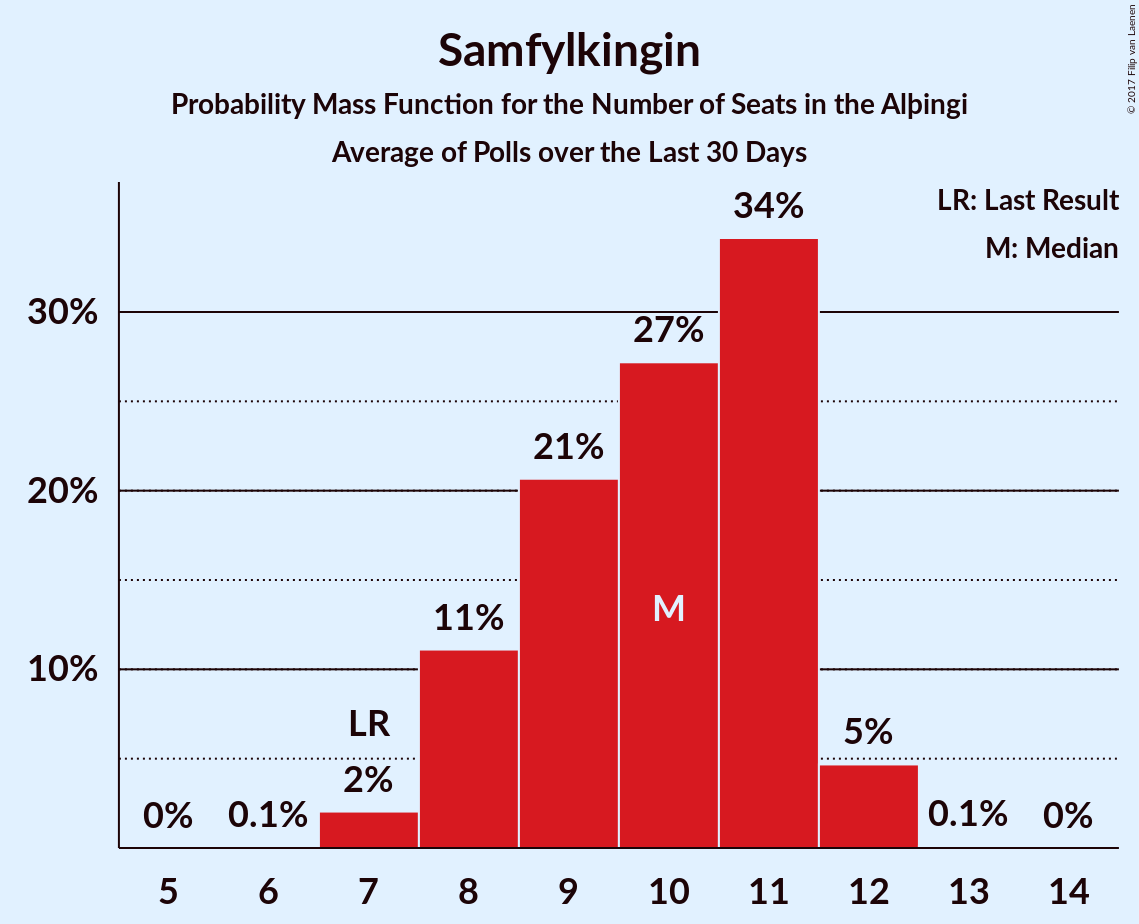 Samfylkingin
Probability Mass Function for the Number of Seats in the Alþingi
Average of Polls over the Last 30 Days
© 2017 Filip van Laenen
LR: Last Result
M: Median
34%
30%
27%
21%
20%
M
11%
10%
LR
5%
2%
0%
0.1%
0.1%
0%
5 6 7 8 9 10 11 12 13 14